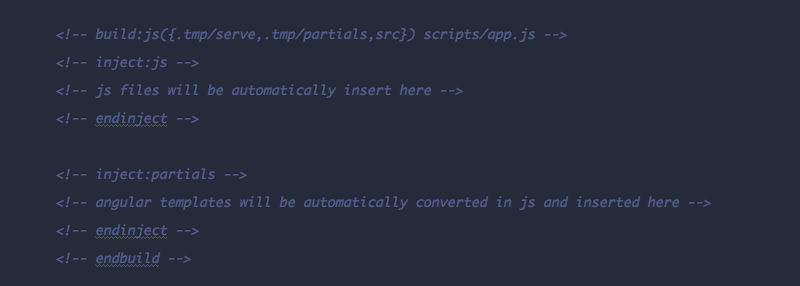 <!-- build:js({.tmp/serve,.tmp/partials,src}) scripts/app.js -->
<!-- inject:js -->
<!-- js files will be automatically insert here -->
<!-- endinject -->
<!-- inject:partials -->
<!-- angular templates will be automatically converted in js and inserted here -->
<!-- endinject -->
<!-- endbuild -->